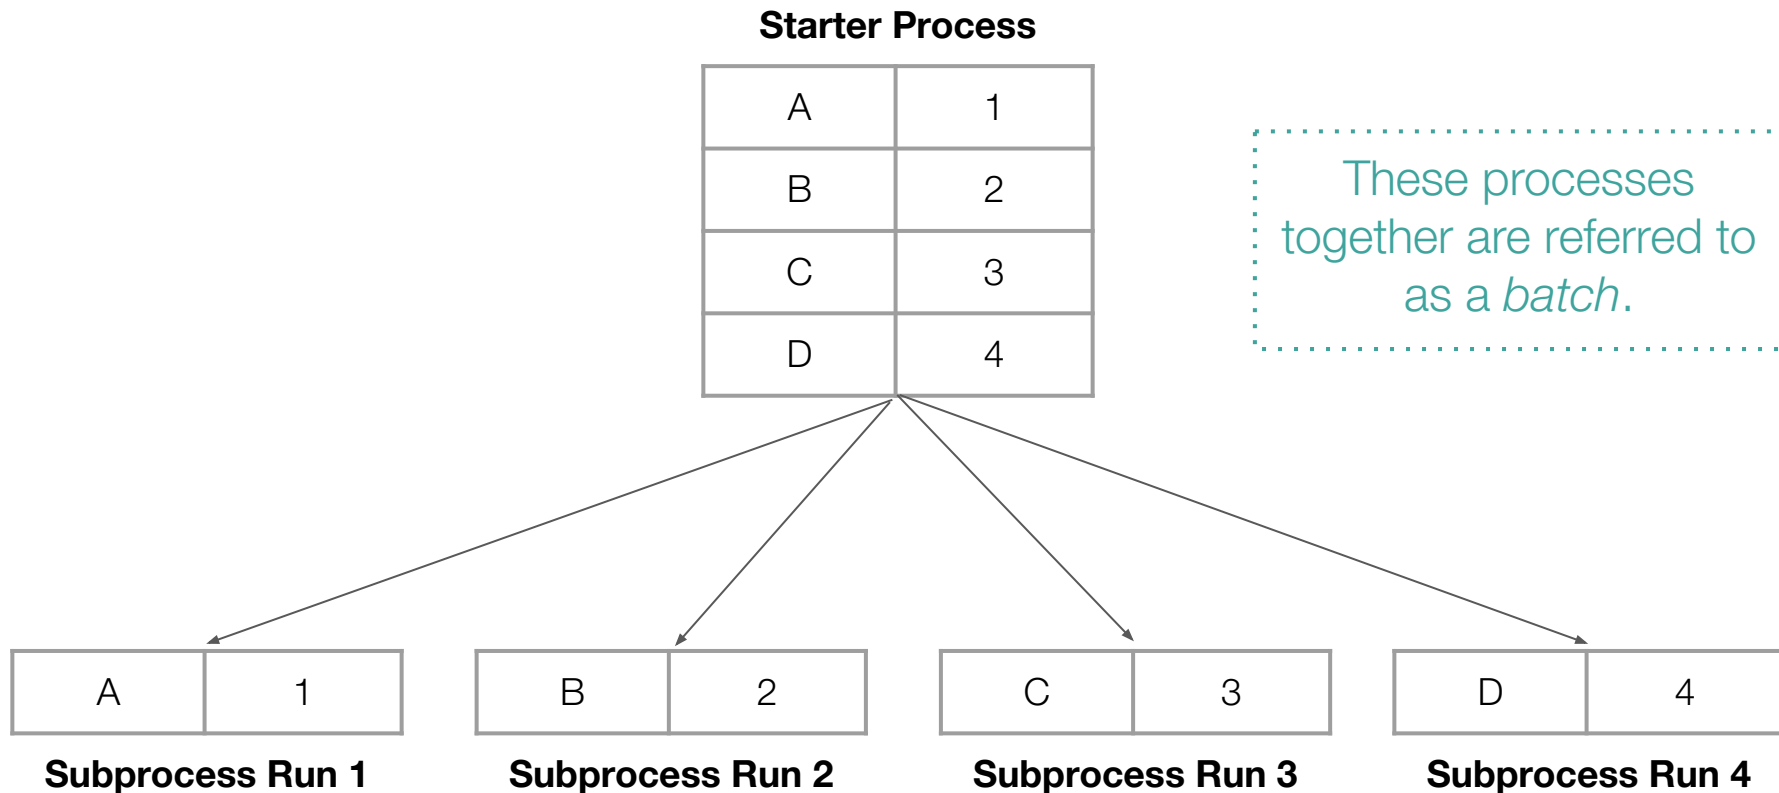 Starter Process
A 1
B 2
C 3
D 4
These processes
together are referred to
as a batch.
A 1
B 2
C 3
D 4
Subprocess Run 1
Subprocess Run 2
Subprocess Run 3
Subprocess Run 4